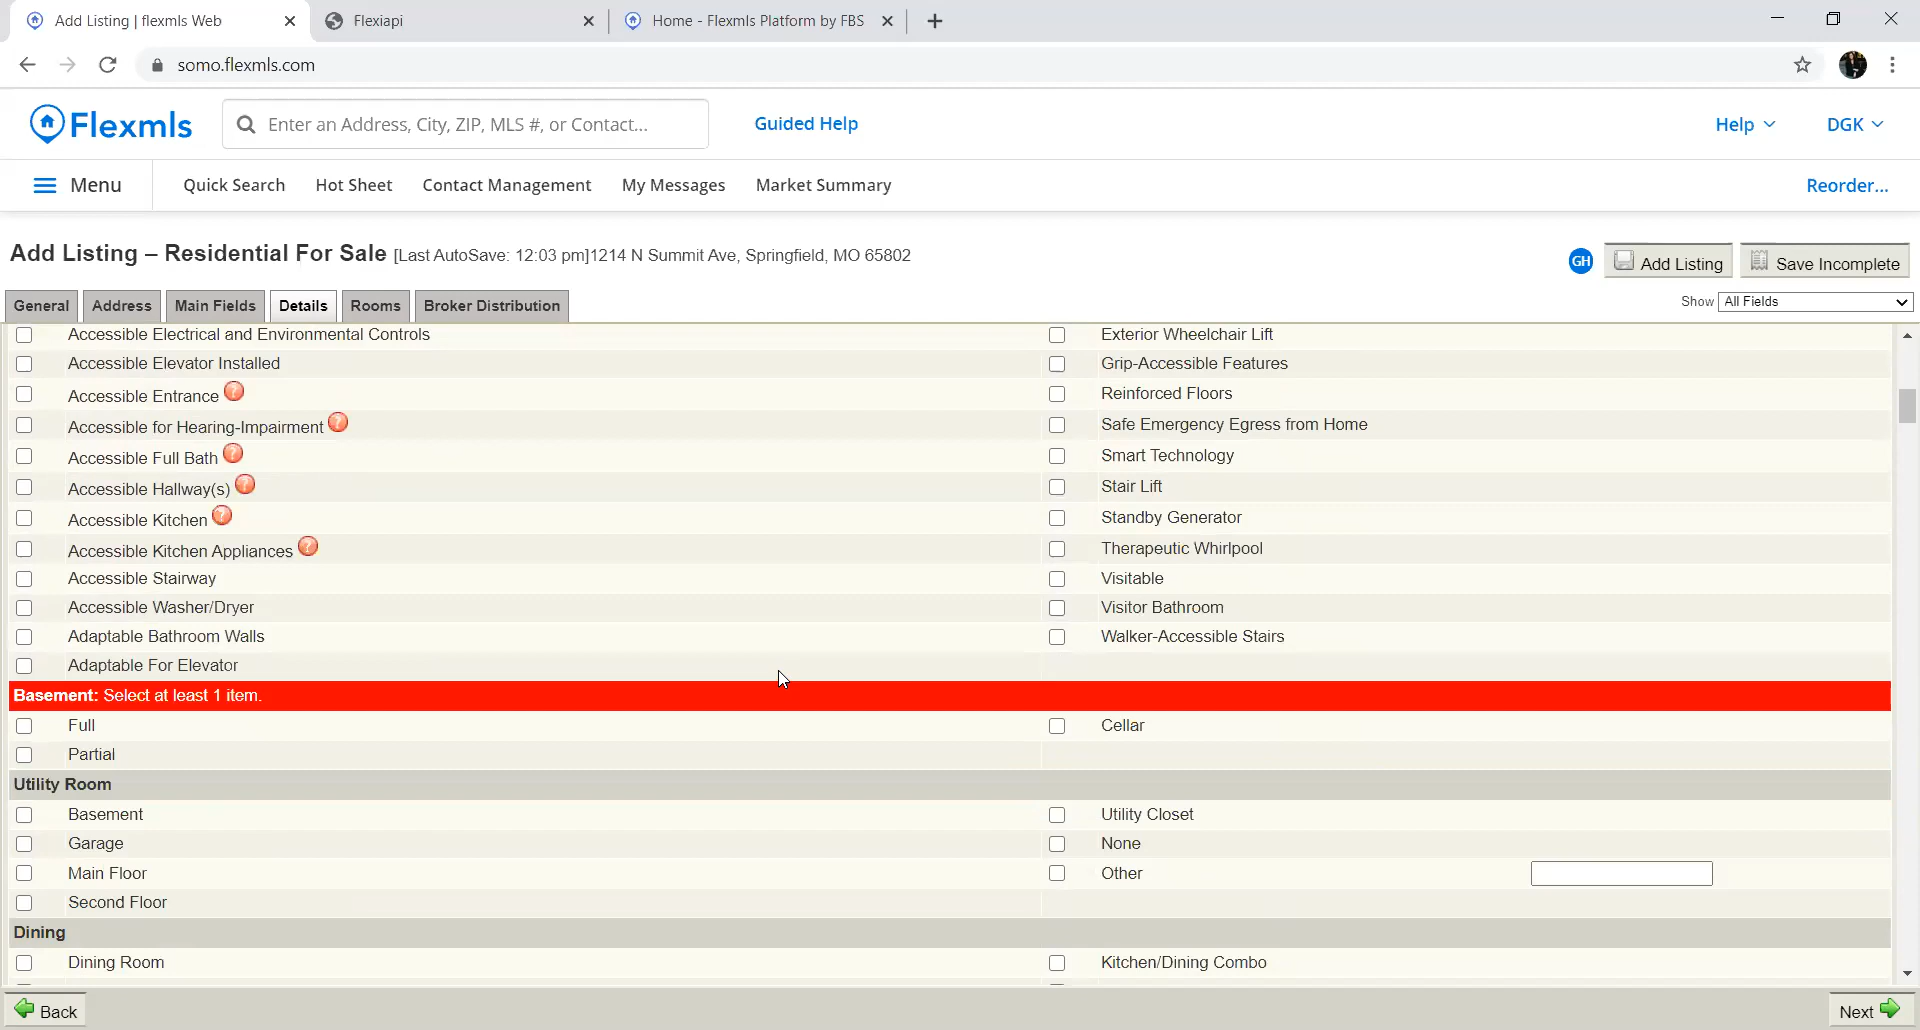 Add Listing | flexmls Web
Flexiapi
Home - Flexmls Platform by FBS
somo.flexmls.com
Flexmls
Enter an Address, City, ZIP, MLS #, or Contact...
Guided Help
Help
DGK
Menu
Quick Search
Hot Sheet
Contact Management
My Messages
Market Summary
Reorder...
Add Listing – Residential For Sale [Last AutoSave: 12:03 pm]1214 N Summit Ave, Springfield, MO 65802
GH
Add Listing
Save Incomplete
General
Address
Main Fields
Details
Rooms
Broker Distribution
Show All Fields
Accessible Electrical and Environmental Controls
Exterior Wheelchair Lift
Accessible Elevator Installed
Grip-Accessible Features
Accessible Entrance ?
Reinforced Floors
Accessible for Hearing-Impairment ?
Safe Emergency Egress from Home
Accessible Full Bath ?
Smart Technology
Accessible Hallway(s) ?
Stair Lift
Accessible Kitchen ?
Standby Generator
Accessible Kitchen Appliances ?
Therapeutic Whirlpool
Accessible Stairway
Visitable
Accessible Washer/Dryer
Visitor Bathroom
Adaptable Bathroom Walls
Walker-Accessible Stairs
Adaptable For Elevator
Basement: Select at least 1 item.
Full
Cellar
Partial
Utility Room
Basement
Utility Closet
Garage
None
Main Floor
Other
Second Floor
Dining
Dining Room
Kitchen/Dining Combo
Back
Next